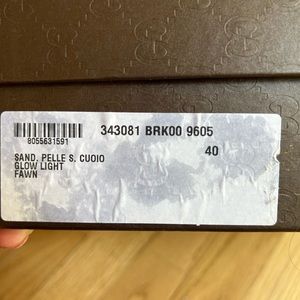 343081 BRK00 9605
8055631591
40
SAND. PELLE S. CUOIO
GLOW LIGHT
FAWN